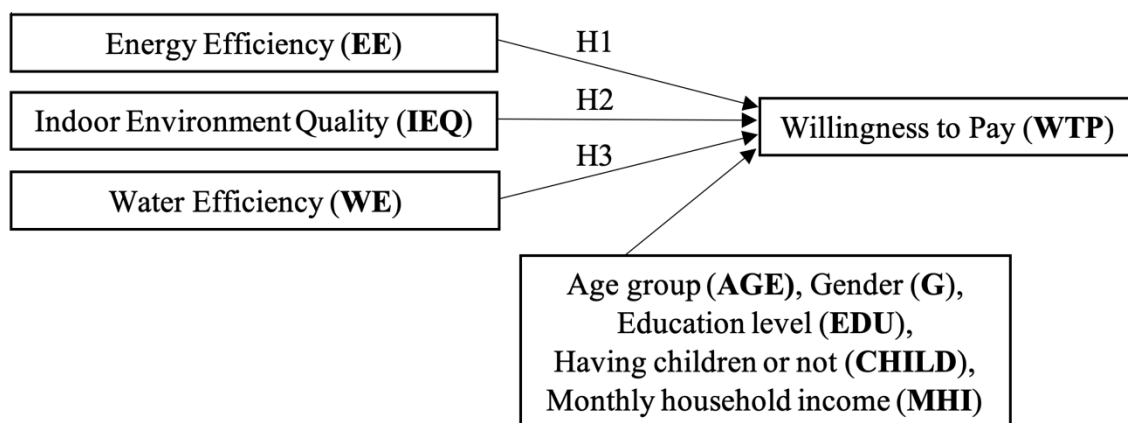 Energy Efficiency (EE)
H1
Indoor Environment Quality (IEQ)
H2
Willingness to Pay (WTP)
H3
Water Efficiency (WE)
Age group (AGE), Gender (G),
Education level (EDU),
Having children or not (CHILD),
Monthly household income (MHI)